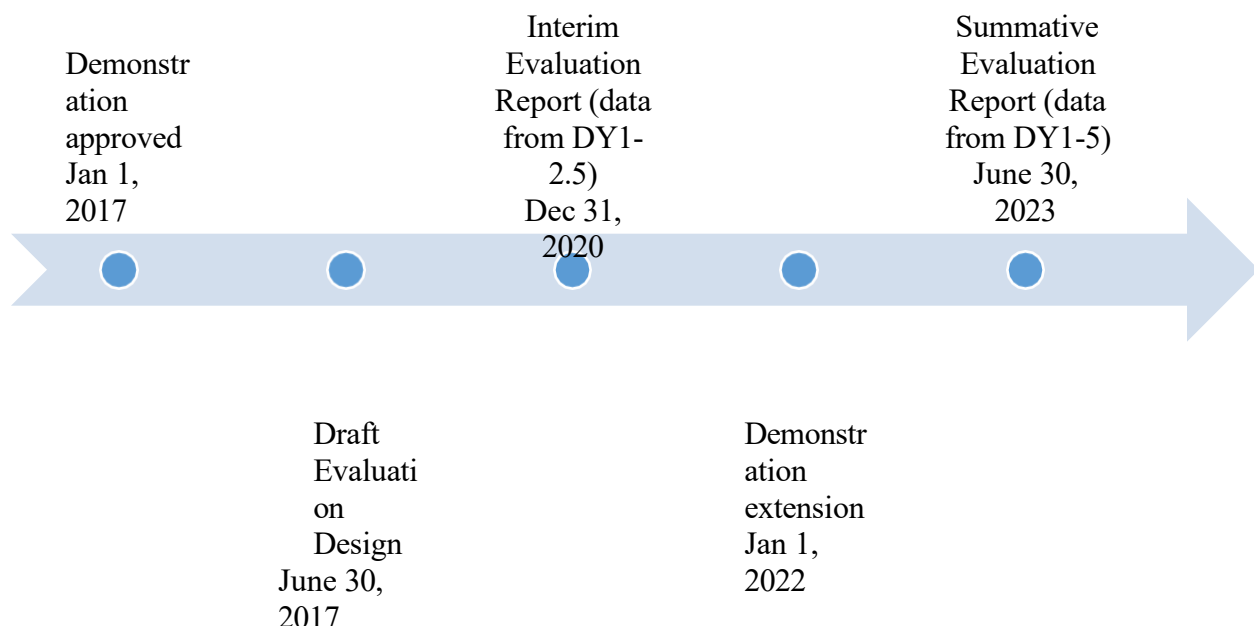 Demonstr
ation
approved
Jan 1,
2017
Interim
Evaluation
Report (data
from DY1-
2.5)
Dec 31,
2020
Summative
Evaluation
Report (data
from DY1-5)
June 30,
2023
Draft
Evaluati
on
Design
June 30,
2017
Demonstr
ation
extension
Jan 1,
2022